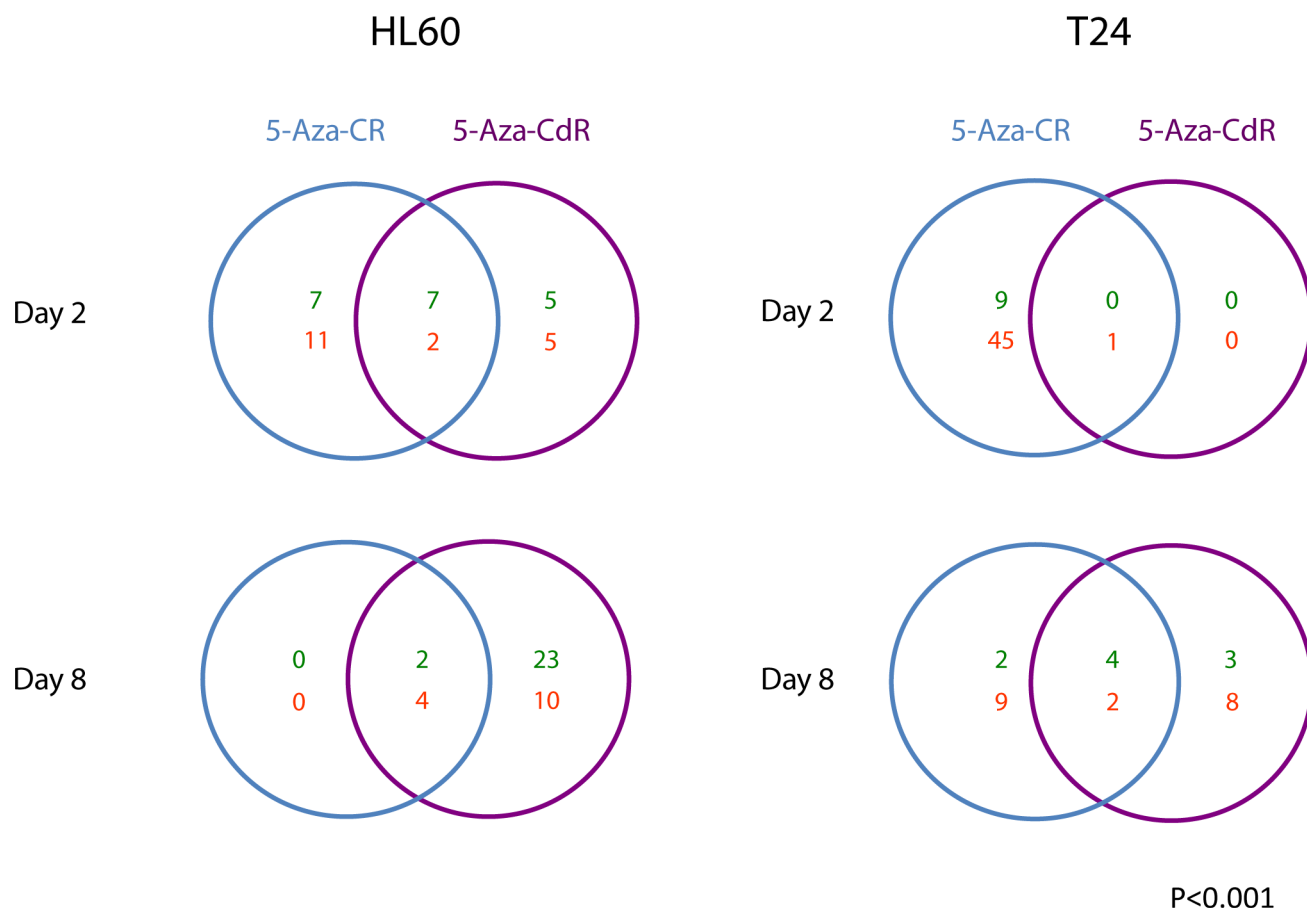 HL60
T24
5-Aza-CR 5-Aza-CdR
5-Aza-CR 5-Aza-CdR
Day 2
7 7 5
11 2 5
Day 2
9 0 0
45 1 0
Day 8
0 2 23
0 4 10
Day 8
2 4 3
9 2 8
P<0.001